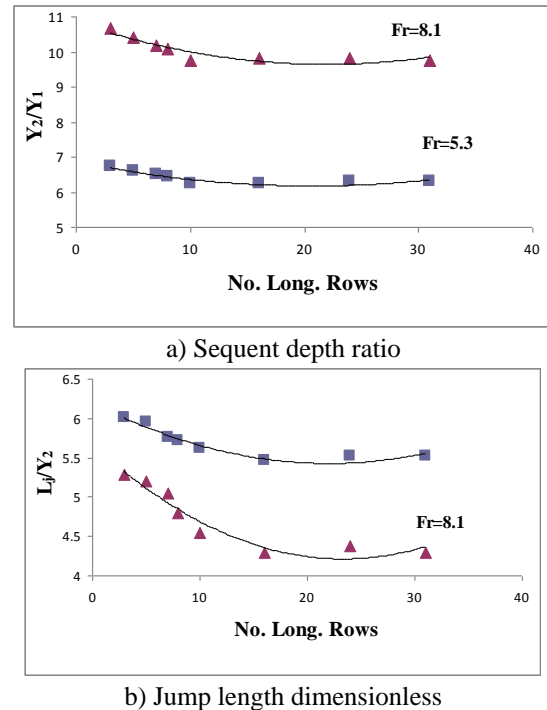 11
10
9
8
7
6
5
0
10
20
30
40
Y₂/Y₁
No. Long. Rows
Fr=8.1
Fr=5.3
a) Sequent depth ratio
6.5
6
5.5
5
4.5
4
0
10
20
30
40
Lⱼ/Y₂
No. Long. Rows
Fr=8.1
b) Jump length dimensionless